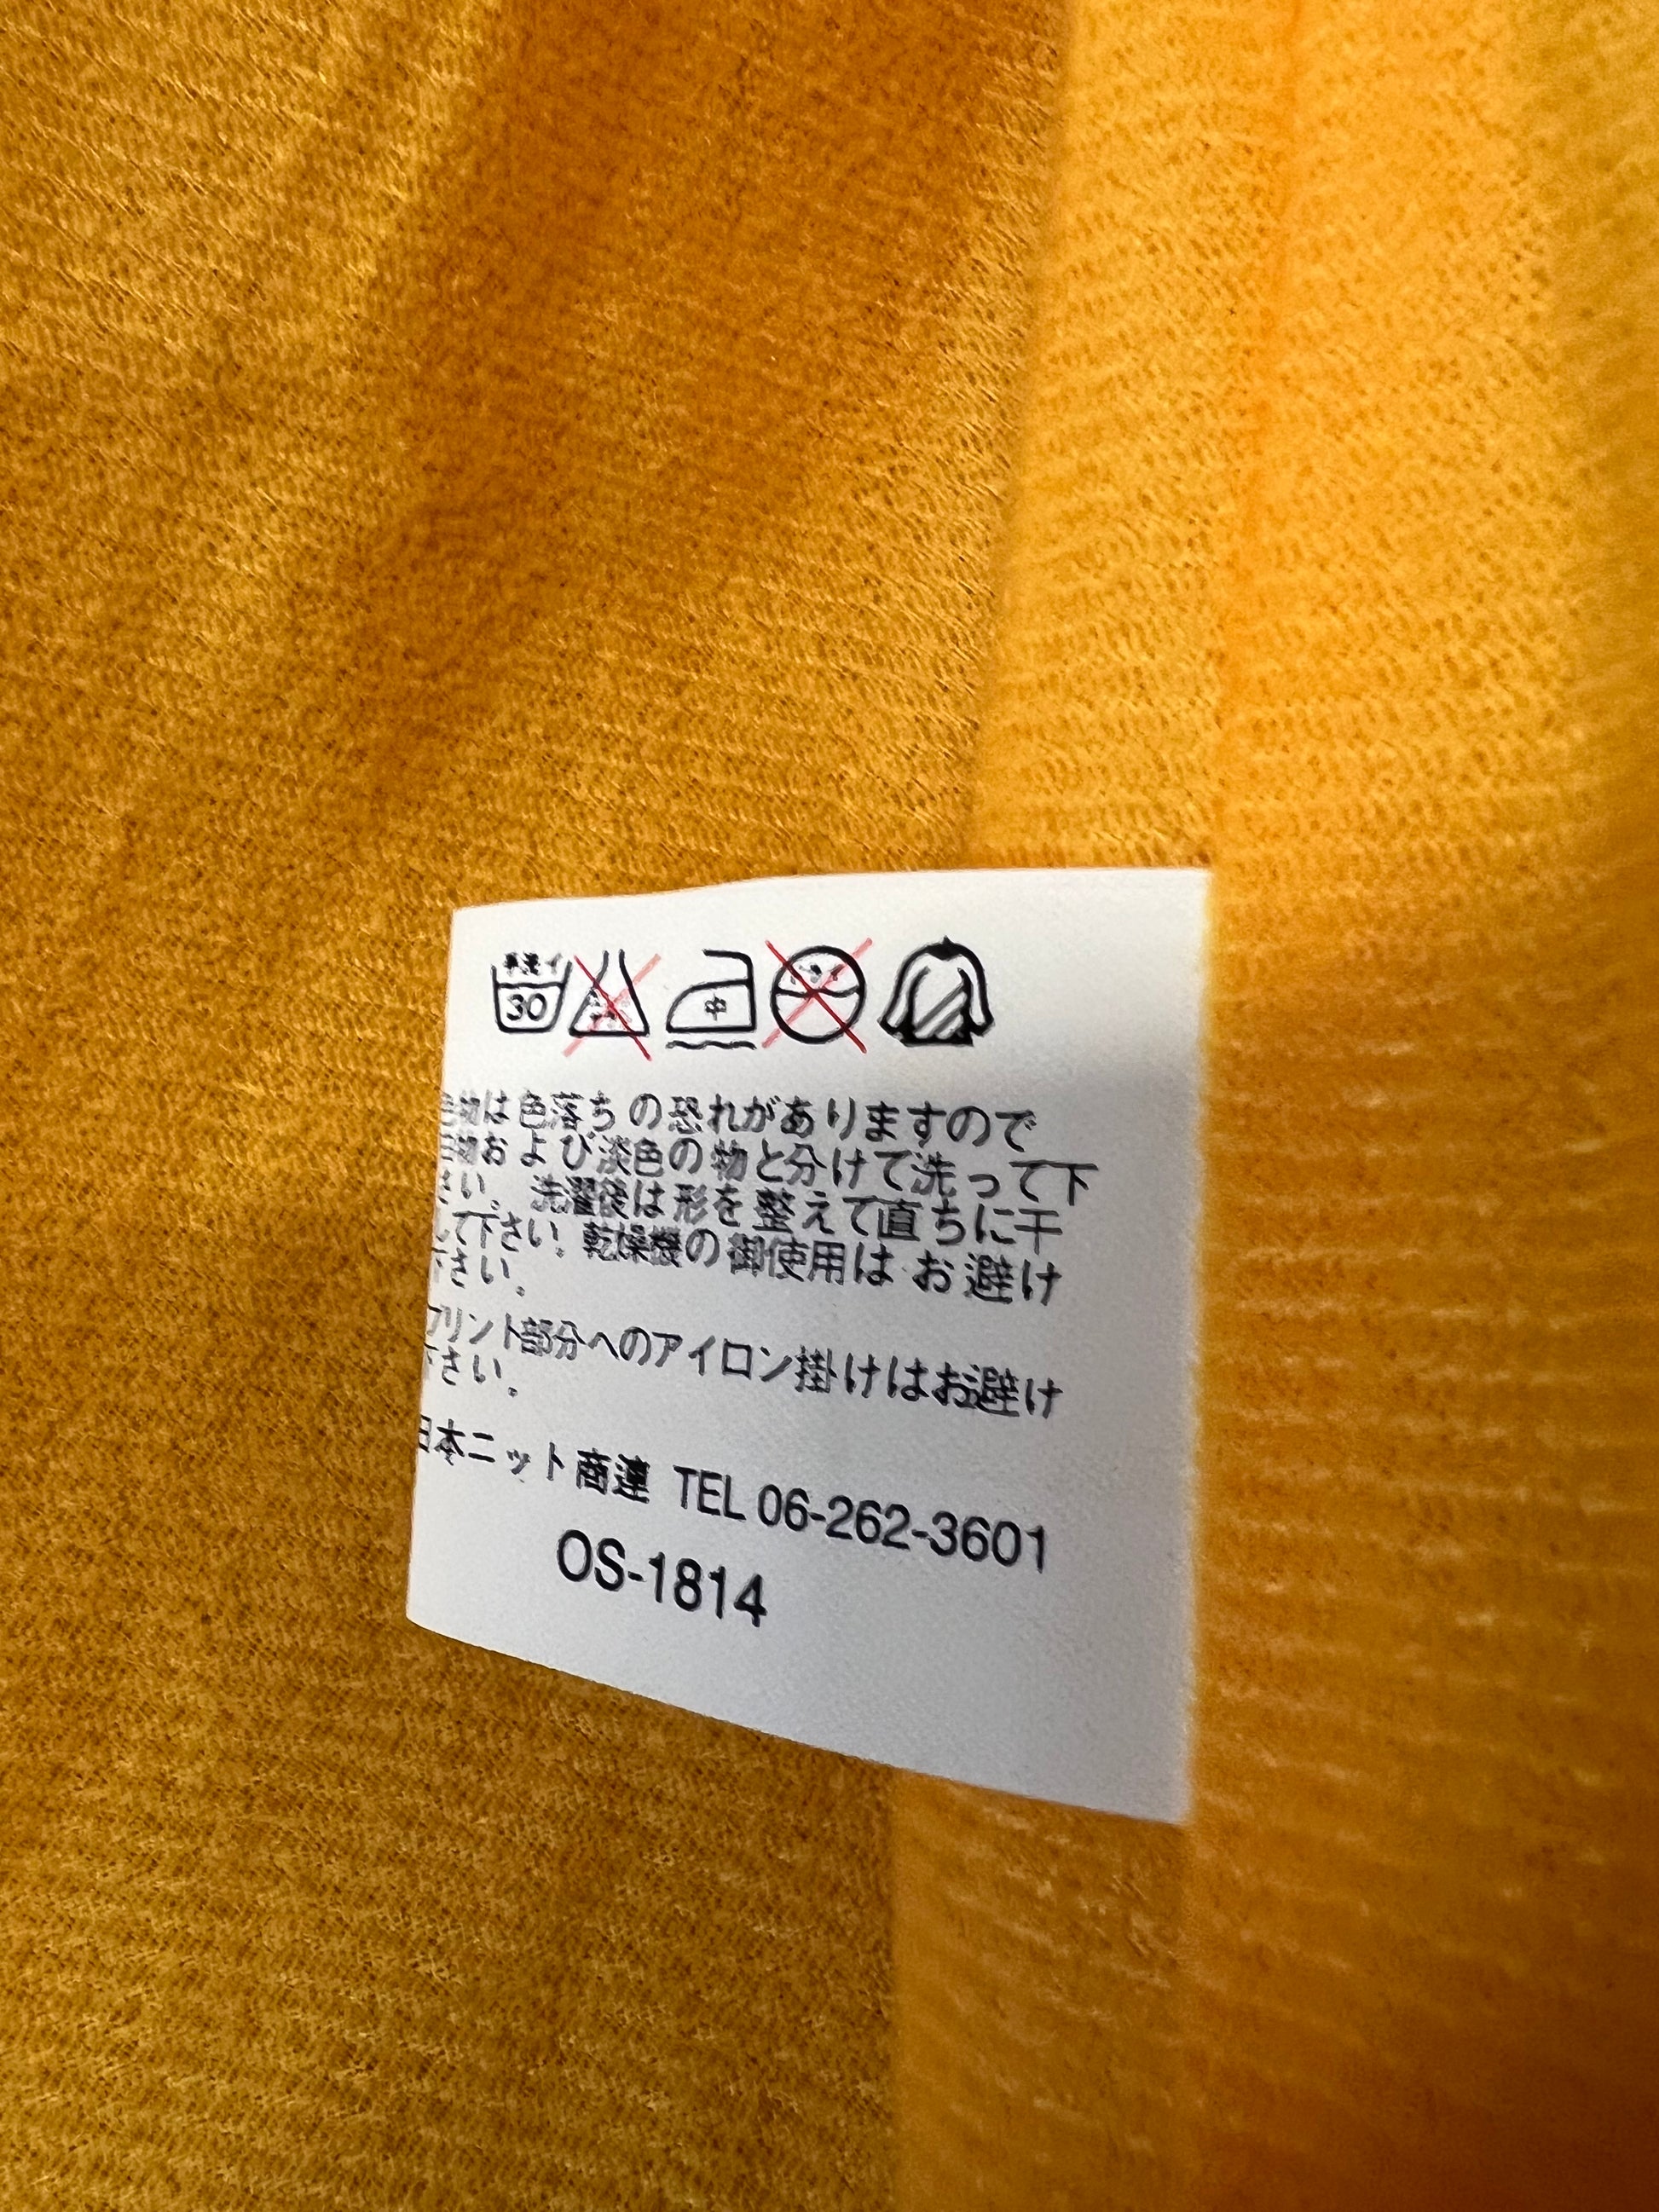 手洗イ
30
中
ドライ
色物は色落ちの恐れがありますので
白物および淡色の物と分けて洗って下
さい。洗濯後は形を整えて直ちに干
して下さい。乾燥機の御使用はお避け
下さい。
プリント部分へのアイロン掛けはお避け
下さい。
日本ニット商連 TEL 06-262-3601
OS-1814